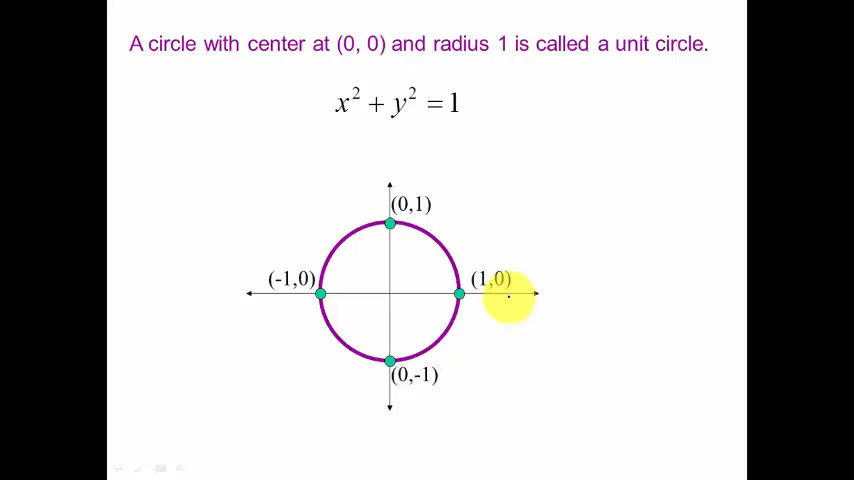 A circle with center at (0, 0) and radius 1 is called a unit circle.
x² + y² = 1
(0,1)
(-1,0) (1,0)
(0,-1)